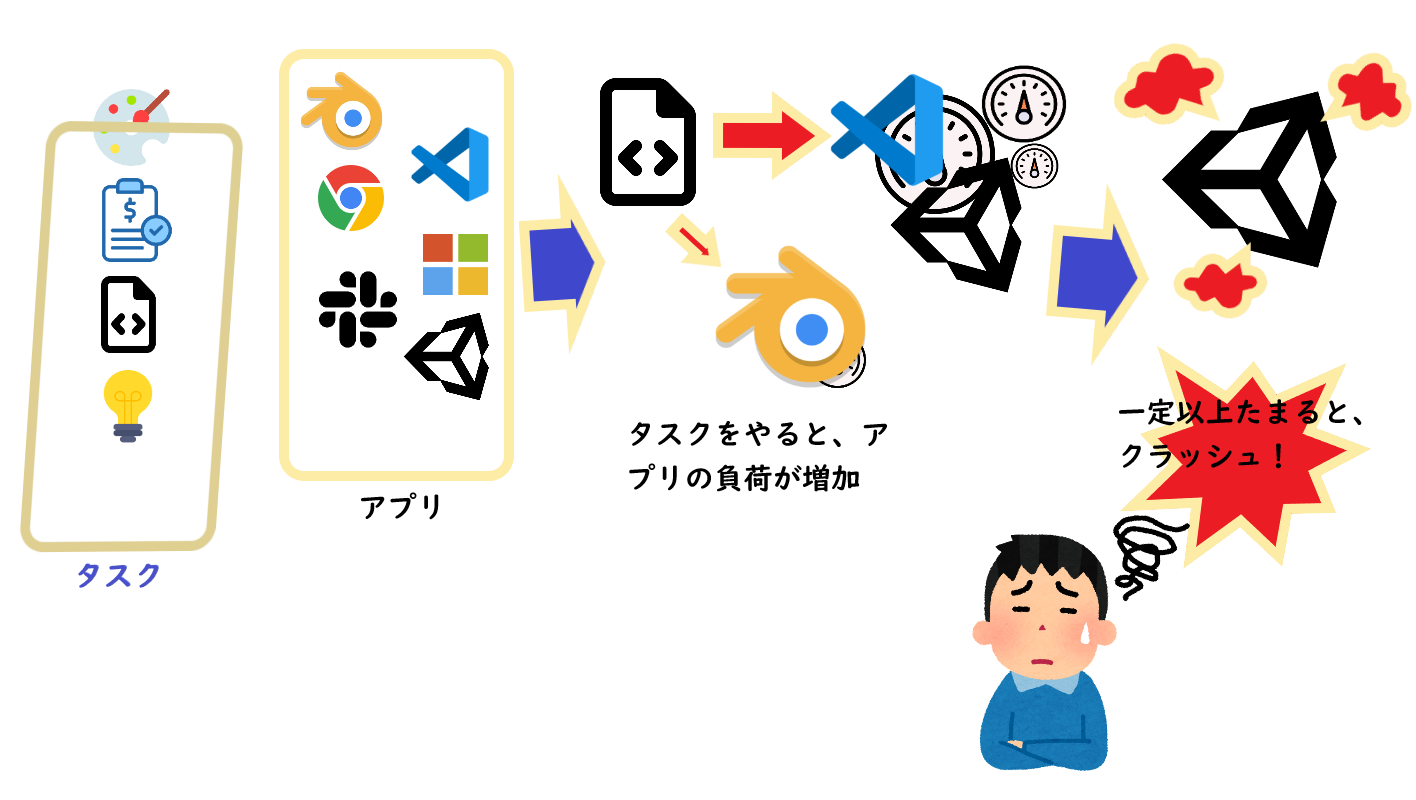 タスク
アプリ
タスクをやると、ア
プリの負荷が増加
一定以上たまると、
クラッシュ！